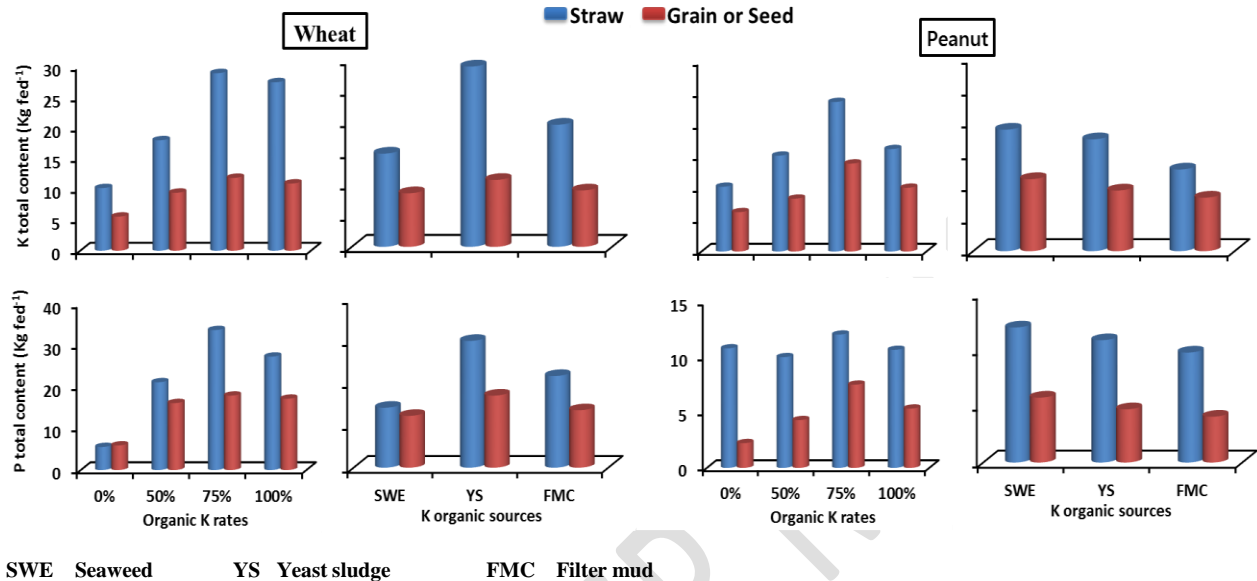 Straw Grain or Seed
Wheat
Peanut
K total content (Kg fed-1)
30
25
20
15
10
5
0
P total content (Kg fed-1)
40
30
20
10
0
15
10
5
0
0% 50% 75% 100%
Organic K rates
SWE YS FMC
K organic sources
0% 50% 75% 100%
Organic K rates
SWE YS FMC
K organic sources
SWE Seaweed YS Yeast sludge FMC Filter mud